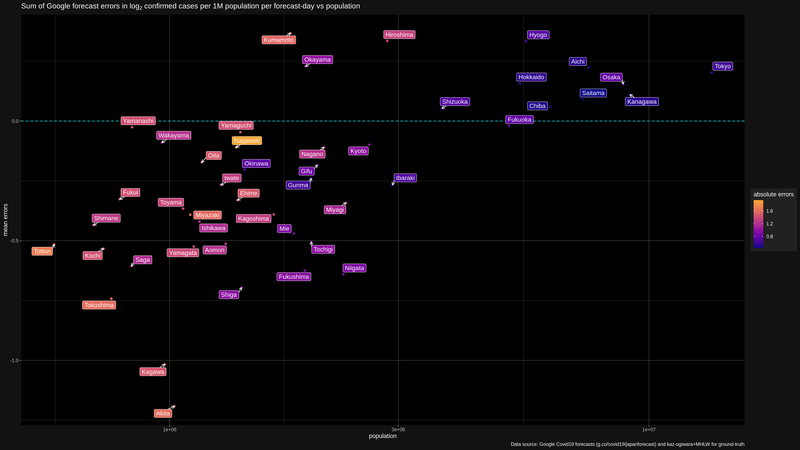 Sum of Google forecast errors in log2 confirmed cases per 1M population per forecast-day vs population
Kumamoto
Hiroshima
Hyogo
Okayama
Aichi
Tokyo
Hokkaido
Osaka
Saitama
Shizuoka
Chiba
Kanagawa
0.0
Yamanashi
Yamaguchi
Fukuoka
Wakayama
Nagasaki
Oita
Nagano
Kyoto
Okinawa
Gifu
Iwate
Gunma
Ibaraki
Fukui
Ehime
Toyama
Miyagi
Shimane
Miyazaki
Kagoshima
Ishikawa
Mie
mean errors
-0.5
Tottori
Kochi
Saga
Yamagata
Aomori
Tochigi
Niigata
Fukushima
Shiga
Tokushima
-1.0
Kagawa
Akita
absolute errors
1.6
1.2
0.8
1e+06
3e+06
1e+07
population
Data source: Google Covid19 forecasts (g.co/covid19/japanforecast) and kaz-ogiwara+MHLW for ground-truth